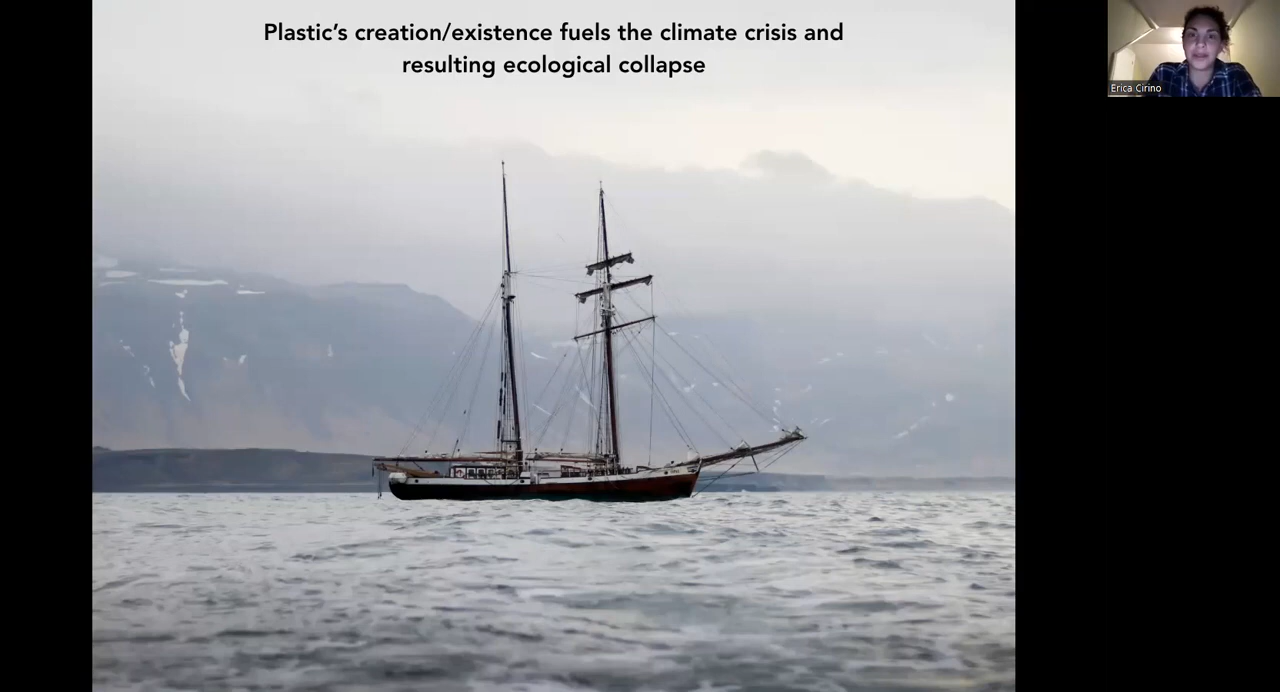 Plastic’s creation/existence fuels the climate crisis and
resulting ecological collapse
Erica Cirino